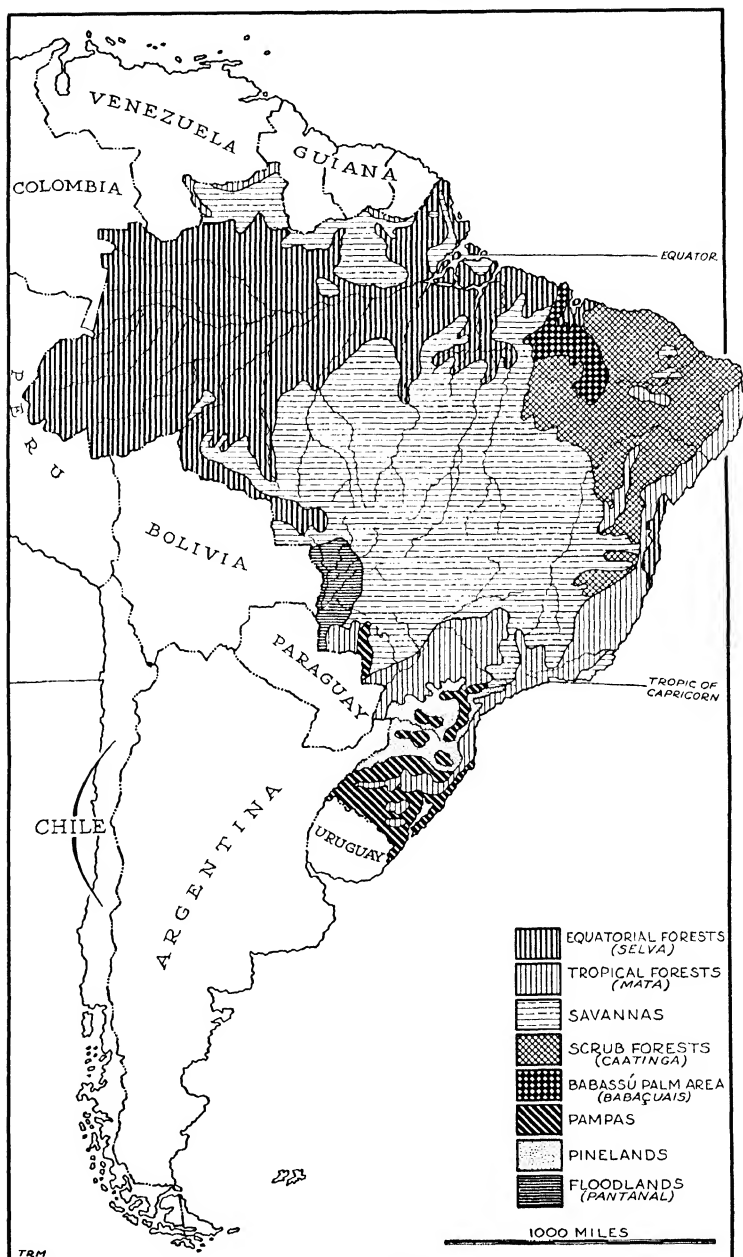 VENEZUELA
GUIANA
COLOMBIA
EQUATOR
PERU
BOLIVIA
PARAGUAY
TROPIC OF
CAPRICORN
CHILE
ARGENTINA
URUGUAY
EQUATORIAL FORESTS
(SELVA)
TROPICAL FORESTS
(MATA)
SAVANNAS
SCRUB FORESTS
(CAATINGA)
BABASSÚ PALM AREA
(BABAÇUAIS)
PAMPAS
PINELANDS
FLOODLANDS
(PANTANAL)
1000 MILES
TRM